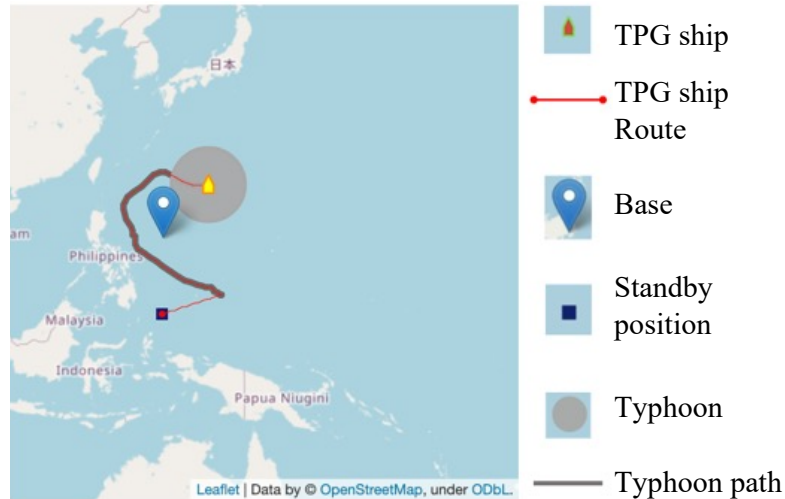 日本
am
Philippines
Malaysia
Indonesia
Papua Niugini
Leaflet | Data by © OpenStreetMap, under ODbL.
TPG ship
TPG ship
Route
Base
Standby
position
Typhoon
Typhoon path